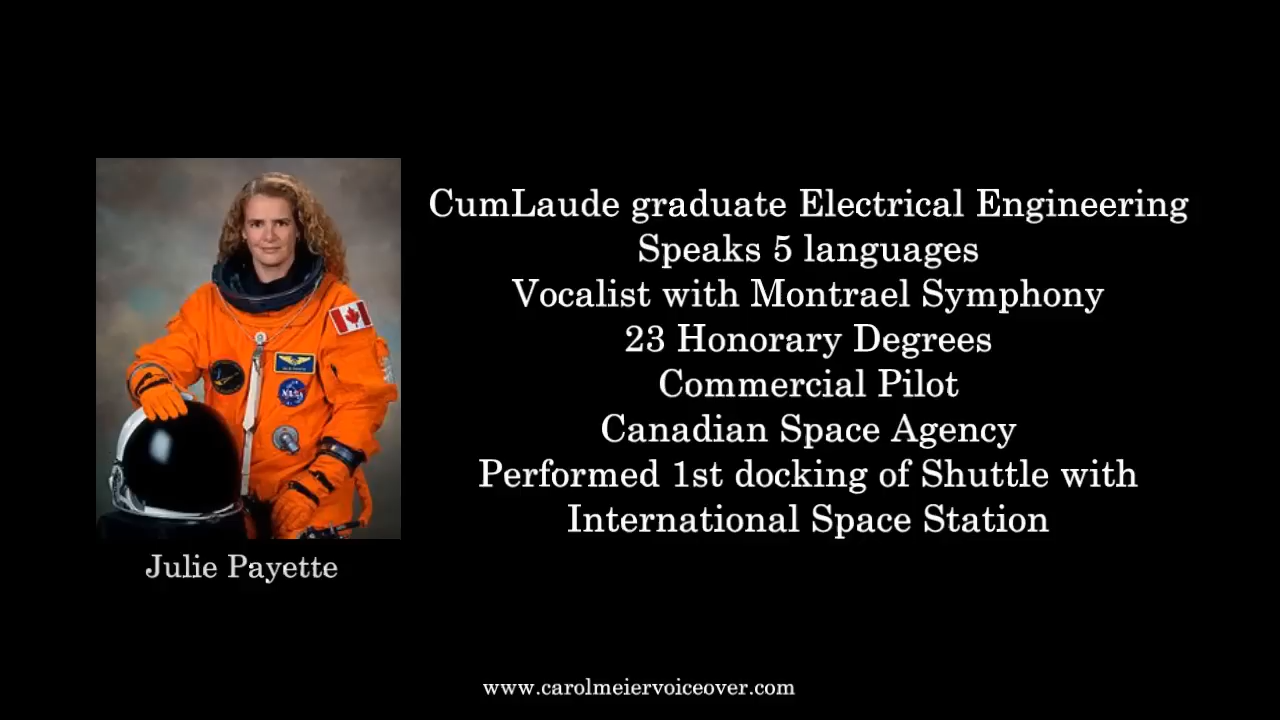 CumLaude graduate Electrical Engineering
Speaks 5 languages
Vocalist with Montrael Symphony
23 Honorary Degrees
Commercial Pilot
Canadian Space Agency
Performed 1st docking of Shuttle with
International Space Station
NASA
Julie Payette
www.carolmeiervoiceover.com